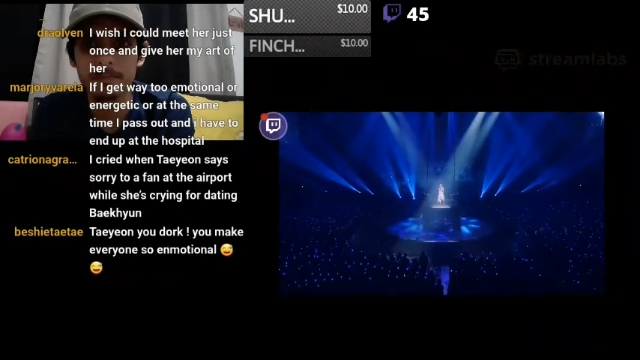 SHU... $10.00
FINCH... $10.00
45
streamlabs
draolven I wish I could meet her just
once and give her my art of
her
marjoryvarela If I get way too emotional or
energetic or at the same
time I pass out and i have to
end up at the hospital
catrionagra... I cried when Taeyeon says
sorry to a fan at the airport
while she's crying for dating
Baekhyun
beshietaetae Taeyeon you dork ! you make
everyone so enmotional 😅
😅